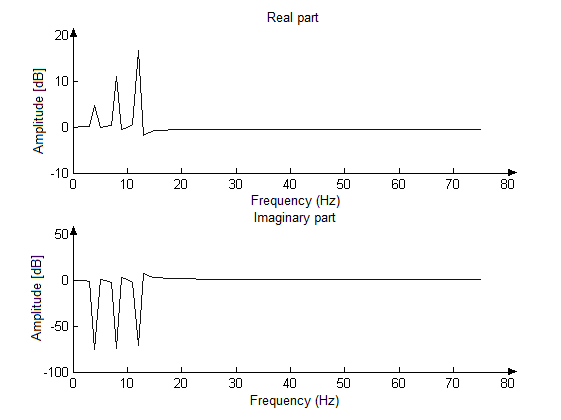 Real part
Amplitude [dB]
20
10
0
-10
0 10 20 30 40 50 60 70 80
Frequency (Hz)
Imaginary part
Amplitude [dB]
50
0
-50
-100
0 10 20 30 40 50 60 70 80
Frequency (Hz)